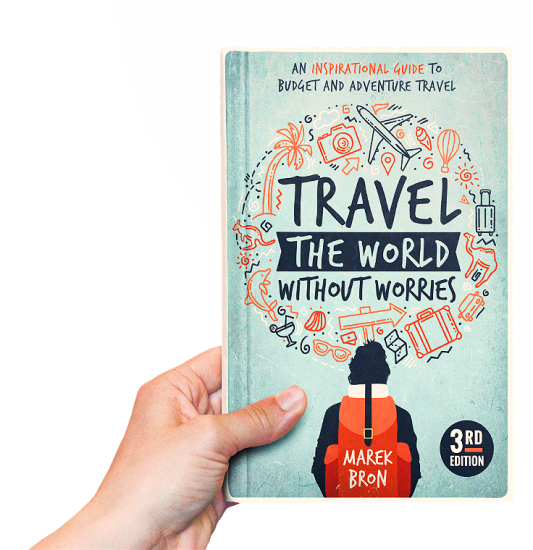 AN INSPIRATIONAL GUIDE TO
BUDGET AND ADVENTURE TRAVEL
TRAVEL
THE WORLD
WITHOUT WORRIES
MAREK
BRON
3RD
EDITION